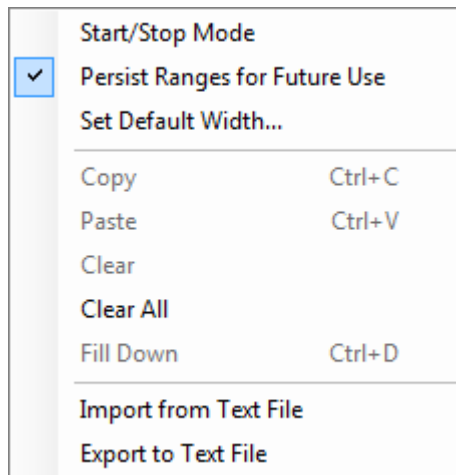 Start/Stop Mode
Persist Ranges for Future Use
Set Default Width...
Copy Ctrl+C
Paste Ctrl+V
Clear
Clear All
Fill Down Ctrl+D
Import from Text File
Export to Text File